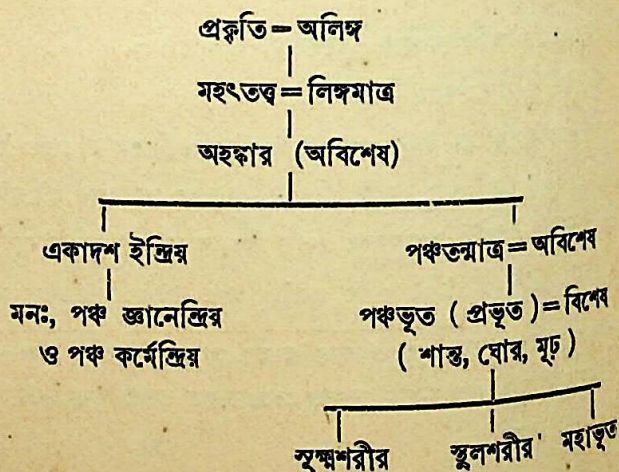 প্রকৃতি = অলিঙ্গ
মহৎতত্ত্ব = লিঙ্গমাত্র
অহঙ্কার (অবিশেষ)
একাদশ ইন্দ্রিয়
পঞ্চতন্মাত্র = অবিশেষ
মনঃ, পঞ্চ জ্ঞানেন্দ্রির
ও পঞ্চ কর্মেন্দ্রিয়
পঞ্চভূত ( প্রভূত ) = বিশেষ
( শান্ত, ঘোর, মূঢ় )
সূক্ষ্মশরীর স্থূলশরীর মহাভূত